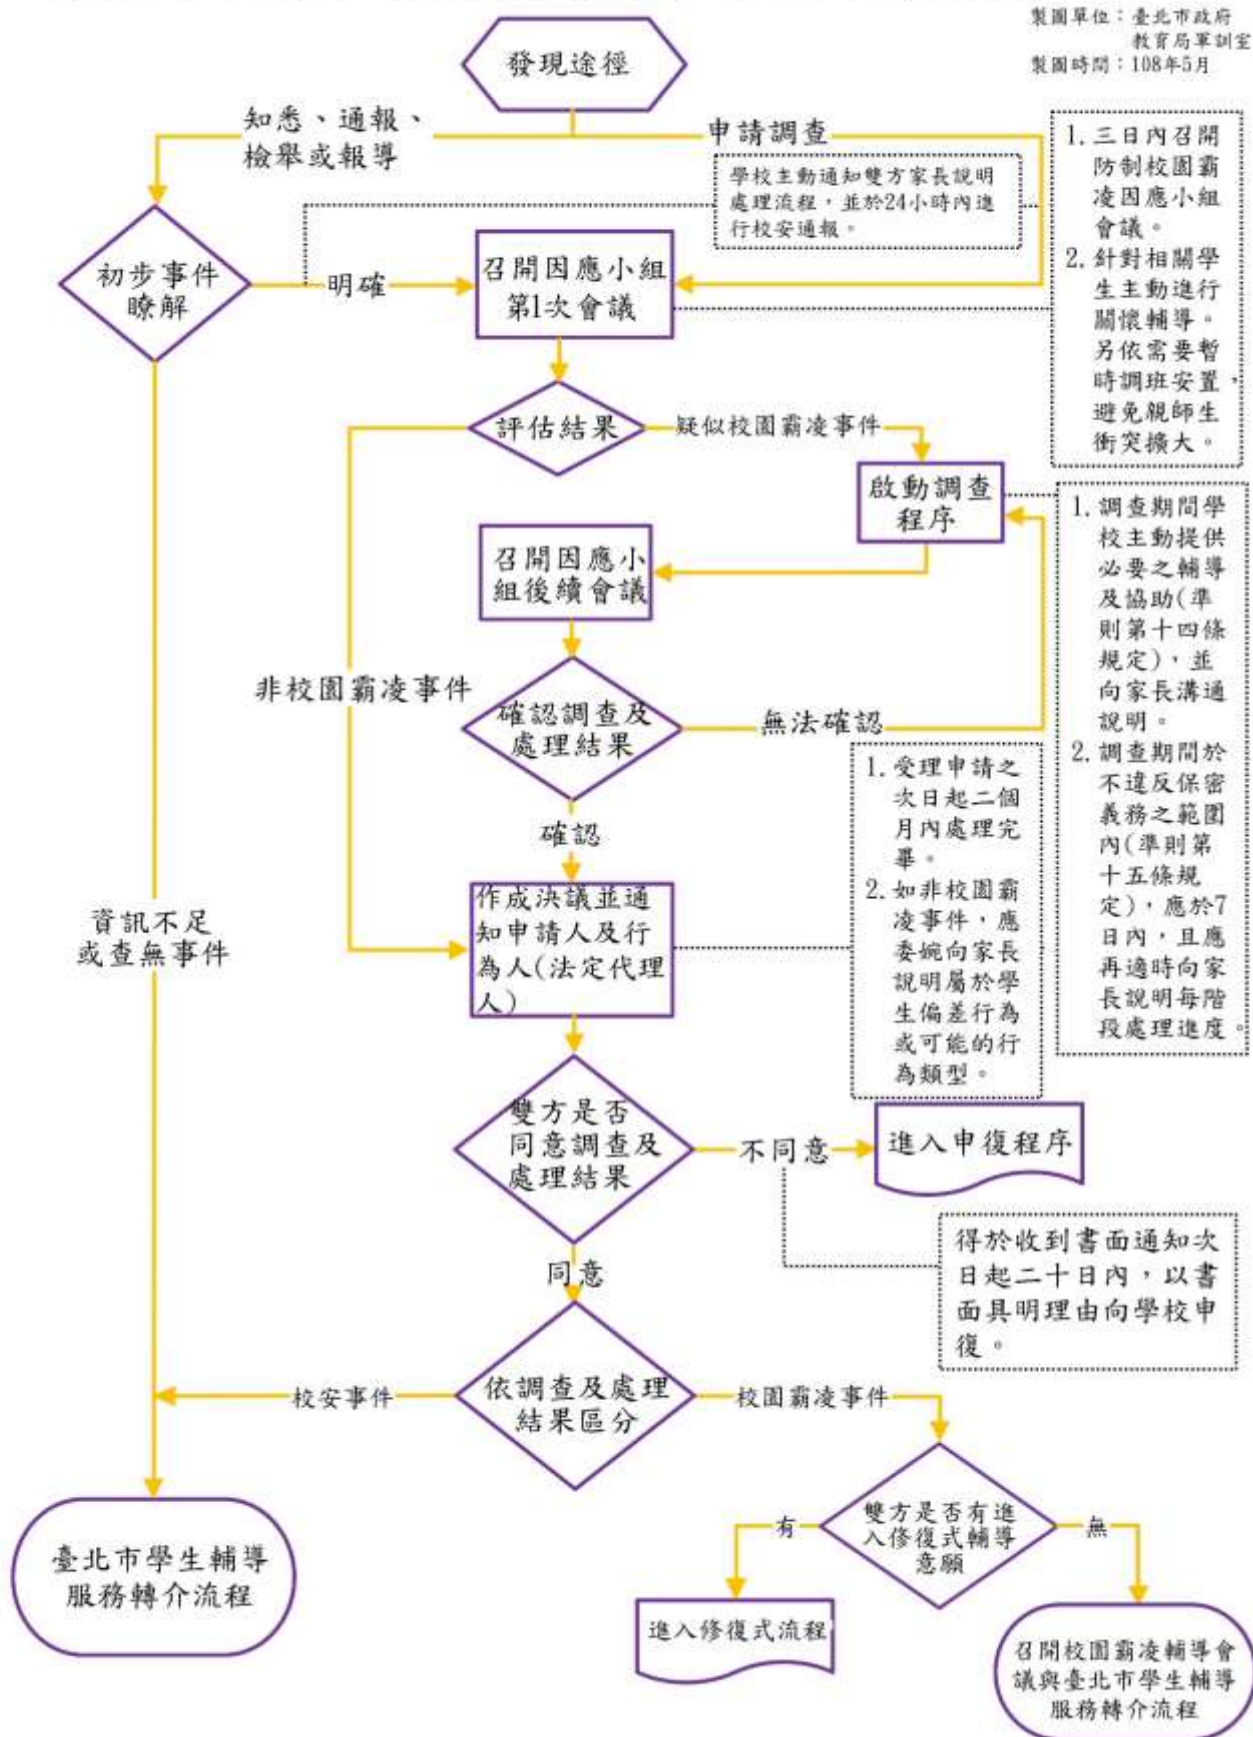 製圖單位：臺北市政府
教育局軍訓室
製圖時間：108年5月
發現途徑
知悉、通報、
檢舉或報導
申請調查
學校主動通知雙方家長說明
處理流程，並於24小時內進
行校安通報。
1. 三日內召開
防制校園霸
凌因應小組
會議。
2. 針對相關學
生主動進行
關懷輔導。
另依需要暫
時調班安置，
避免親師生
衝突擴大。
初步事件
瞭解
明確
召開因應小組
第1次會議
評估結果
疑似校園霸凌事件
啟動調查
程序
1. 調查期間學
校主動提供
必要之輔導
及協助(準
則第十四條
規定)，並
向家長溝通
說明。
2. 調查期間於
不違反保密
義務之範圍
內(準則第
十五條規
定)，應於7
日內，且應
再適時向家
長說明每階
段處理進度。
召開因應小
組後續會議
非校園霸凌事件
確認調查及
處理結果
無法確認
確認
1. 受理申請之
次日起二個
月內處理完
畢。
2. 如非校園霸
凌事件，應
委婉向家長
說明屬於學
生偏差行為
或可能的行
為類型。
資訊不足
或查無事件
作成決議並通
知申請人及行
為人(法定代理
人)
雙方是否
同意調查及
處理結果
不同意
進入申復程序
得於收到書面通知次
日起二十日內，以書
面具明理由向學校申
復。
同意
校安事件
依調查及處理
結果區分
校園霸凌事件
雙方是否有進
入修復式輔導
意願
有
無
臺北市學生輔導
服務轉介流程
進入修復式流程
召開校園霸凌輔導會
議與臺北市學生輔導
服務轉介流程